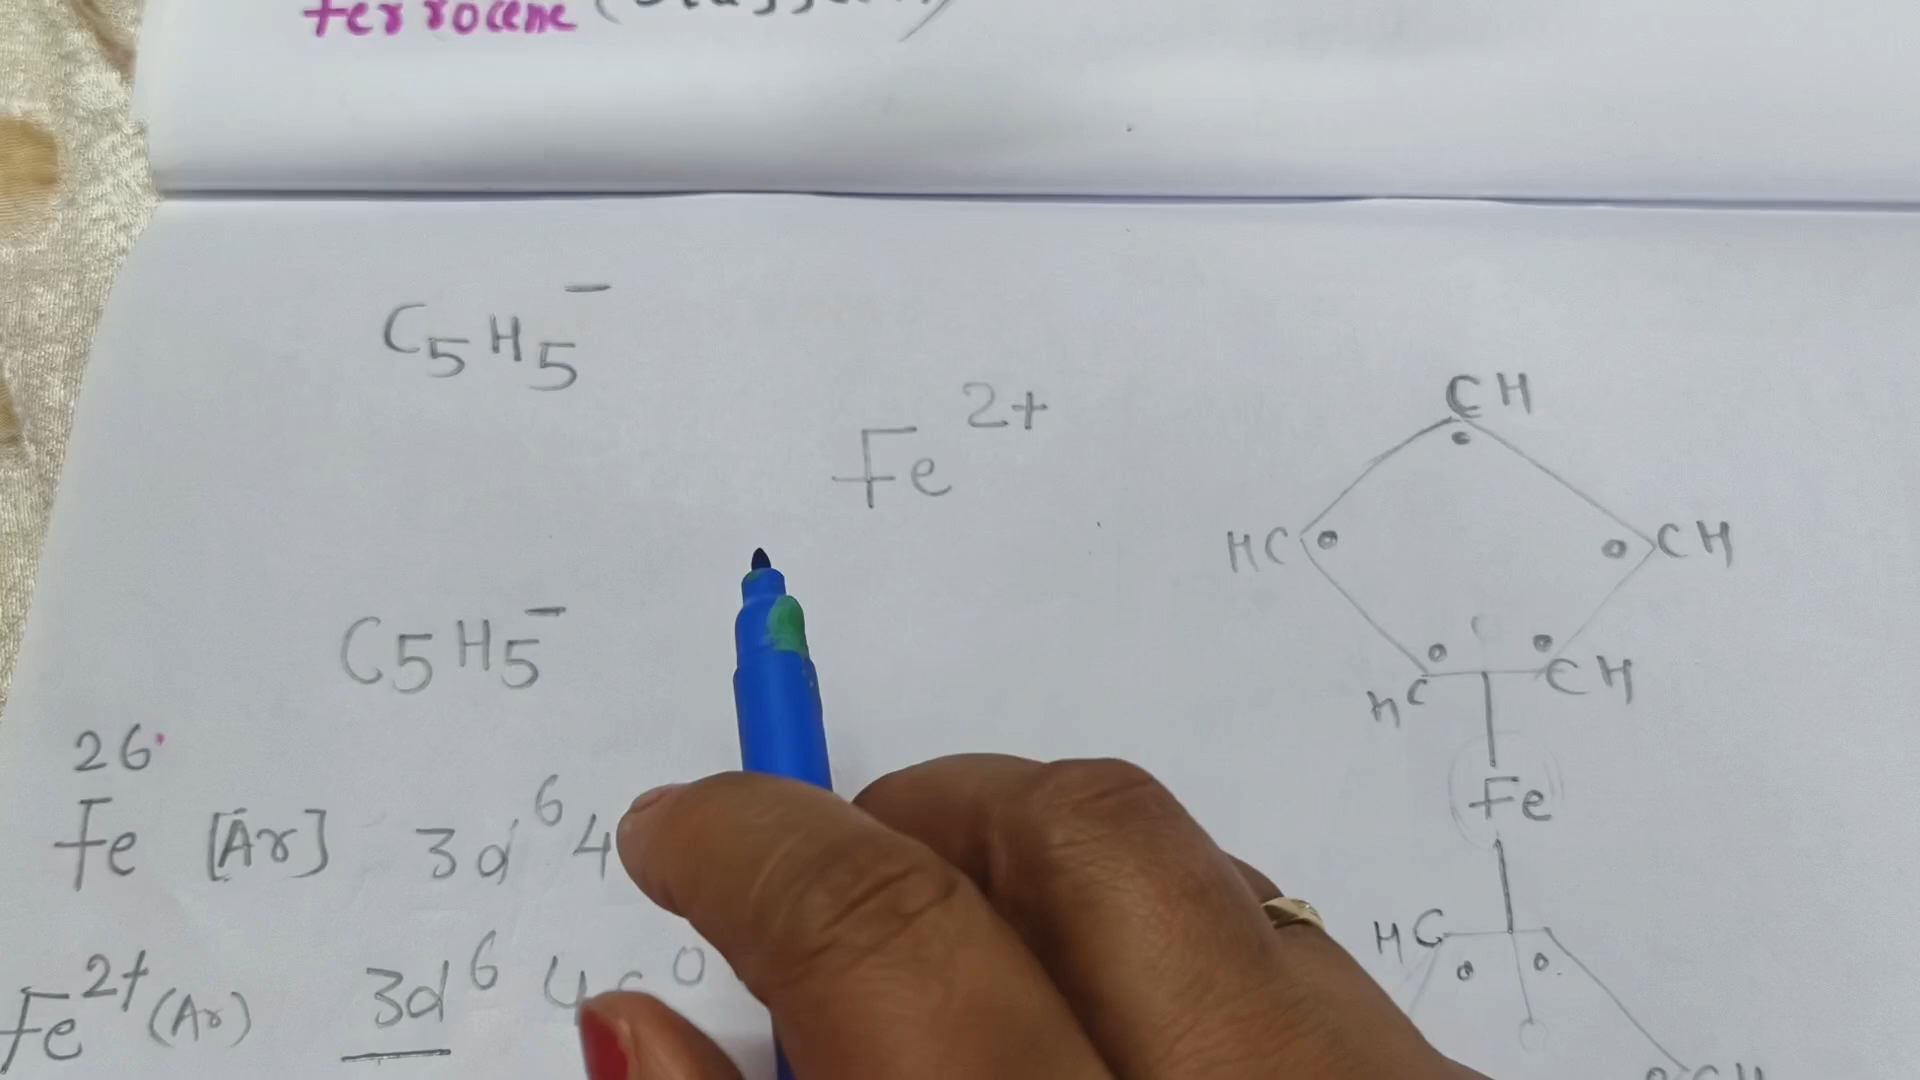 ferrocene
C5H5-
Fe2+
C5H5-
26
Fe [Ar] 3d6 4
Fe2+ (Ar) 3d6 4s0
CH
HC
CH
HC
CH
Fe
HC
CH